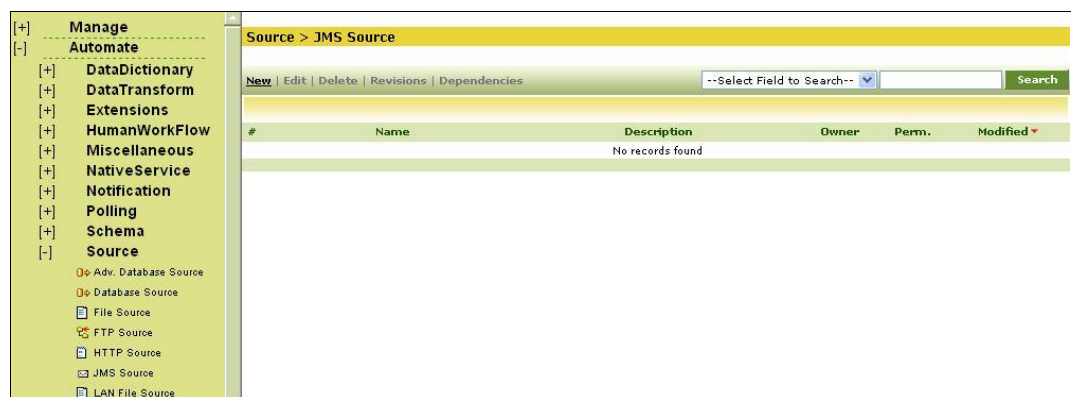 [+] Manage
[-] Automate
[+] DataDictionary
[+] DataTransform
[+] Extensions
[+] HumanWorkFlow
[+] Miscellaneous
[+] NativeService
[+] Notification
[+] Polling
[+] Schema
[-] Source
Adv. Database Source
Database Source
File Source
FTP Source
HTTP Source
JMS Source
LAN File Source
Source > JMS Source
New | Edit | Delete | Revisions | Dependencies --Select Field to Search-- Search
# Name Description Owner Perm. Modified
No records found